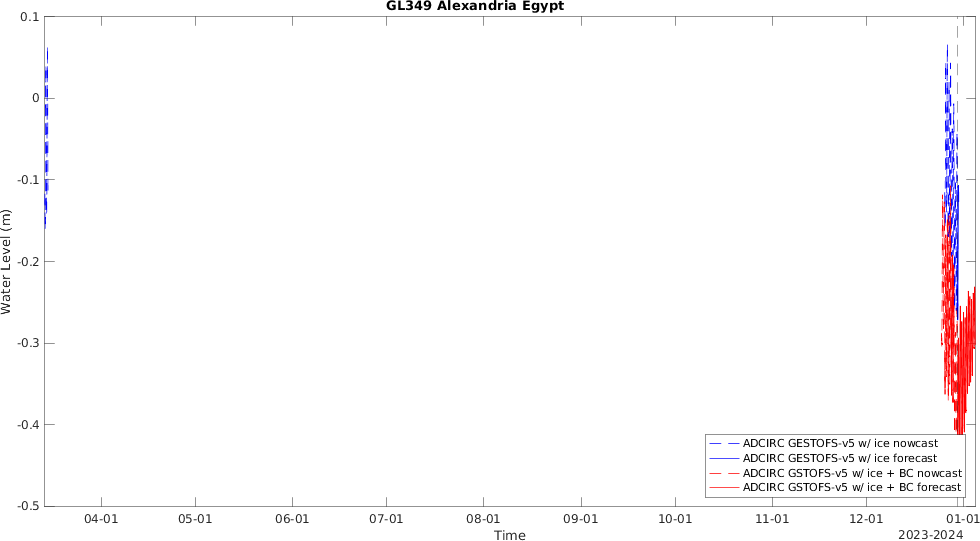 GL349 Alexandria Egypt
0.1
0
-0.1
-0.2
-0.3
-0.4
-0.5
Water Level (m)
ADCIRC GESTOFS-v5 w/ ice nowcast
ADCIRC GESTOFS-v5 w/ ice forecast
ADCIRC GSTOFS-v5 w/ ice + BC nowcast
ADCIRC GSTOFS-v5 w/ ice + BC forecast
04-01 05-01 06-01 07-01 08-01 09-01 10-01 11-01 12-01 01-01
Time
2023-2024